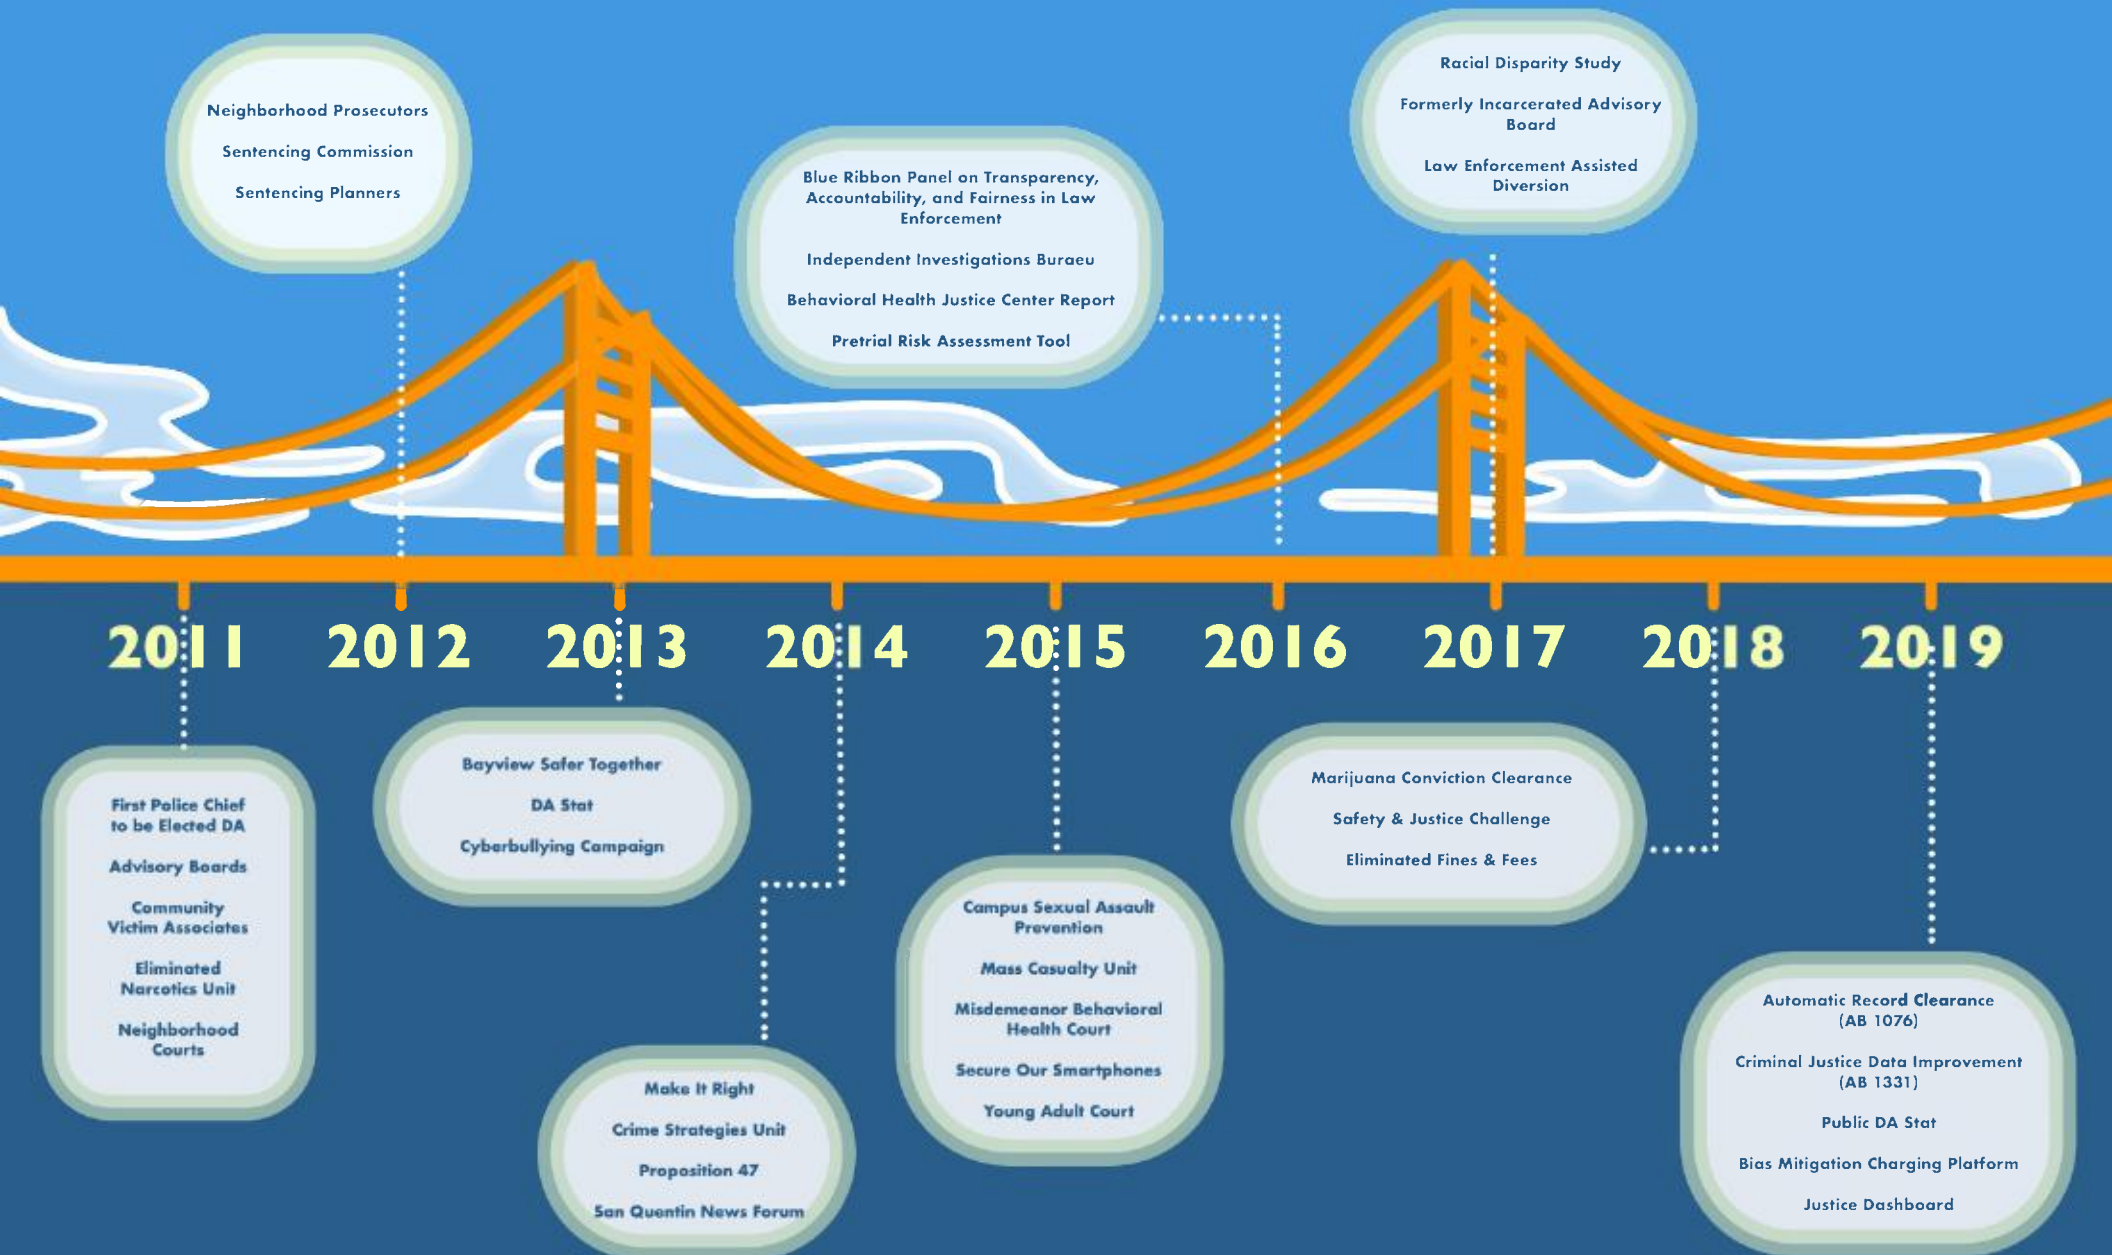 Neighborhood Prosecutors
Sentencing Commission
Sentencing Planners
Blue Ribbon Panel on Transparency,
Accountability, and Fairness in Law
Enforcement
Independent Investigations Buraeu
Behavioral Health Justice Center Report
Pretrial Risk Assessment Tool
Racial Disparity Study
Formerly Incarcerated Advisory
Board
Law Enforcement Assisted
Diversion
2011
2012
2013
2014
2015
2016
2017
2018
2019
First Police Chief
to be Elected DA
Advisory Boards
Community
Victim Associates
Eliminated
Narcotics Unit
Neighborhood
Courts
Bayview Safer Together
DA Stat
Cyberbullying Campaign
Make It Right
Crime Strategies Unit
Proposition 47
San Quentin News Forum
Campus Sexual Assault
Prevention
Mass Casualty Unit
Misdemeanor Behavioral
Health Court
Secure Our Smartphones
Young Adult Court
Marijuana Conviction Clearance
Safety & Justice Challenge
Eliminated Fines & Fees
Automatic Record Clearance
(AB 1076)
Criminal Justice Data Improvement
(AB 1331)
Public DA Stat
Bias Mitigation Charging Platform
Justice Dashboard